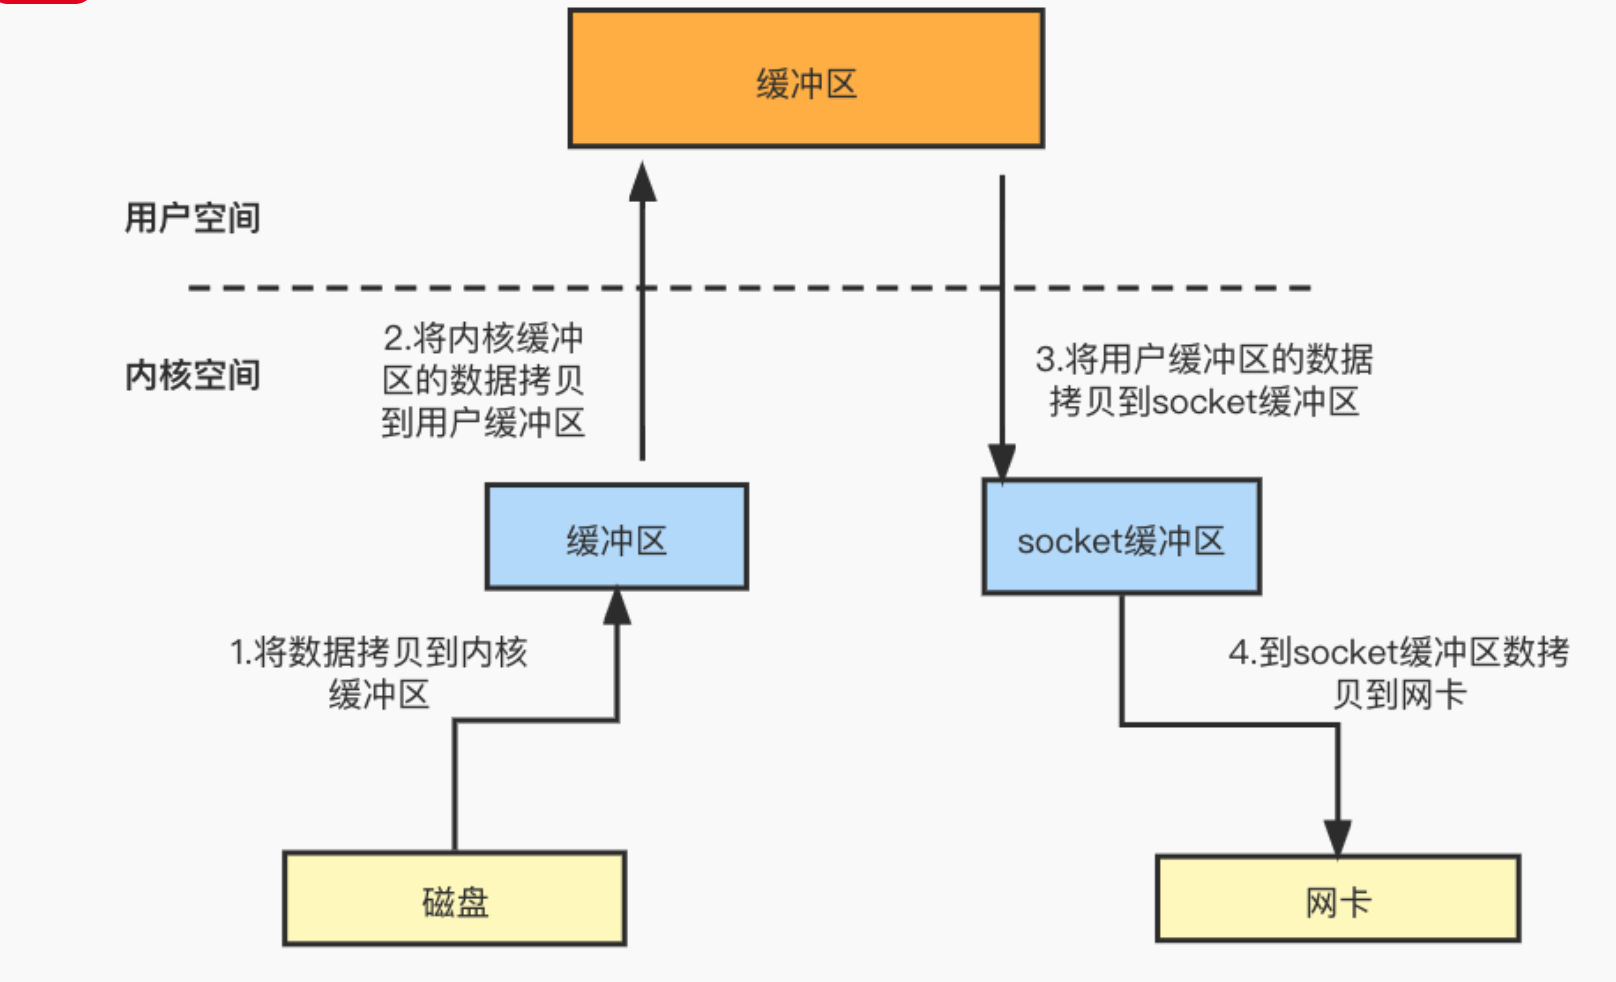 缓冲区
用户空间
内核空间
2.将内核缓冲
区的数据拷贝
到用户缓冲区
3.将用户缓冲区的数据
拷贝到socket缓冲区
缓冲区
socket缓冲区
1.将数据拷贝到内核
缓冲区
4.到socket缓冲区数拷
贝到网卡
磁盘
网卡